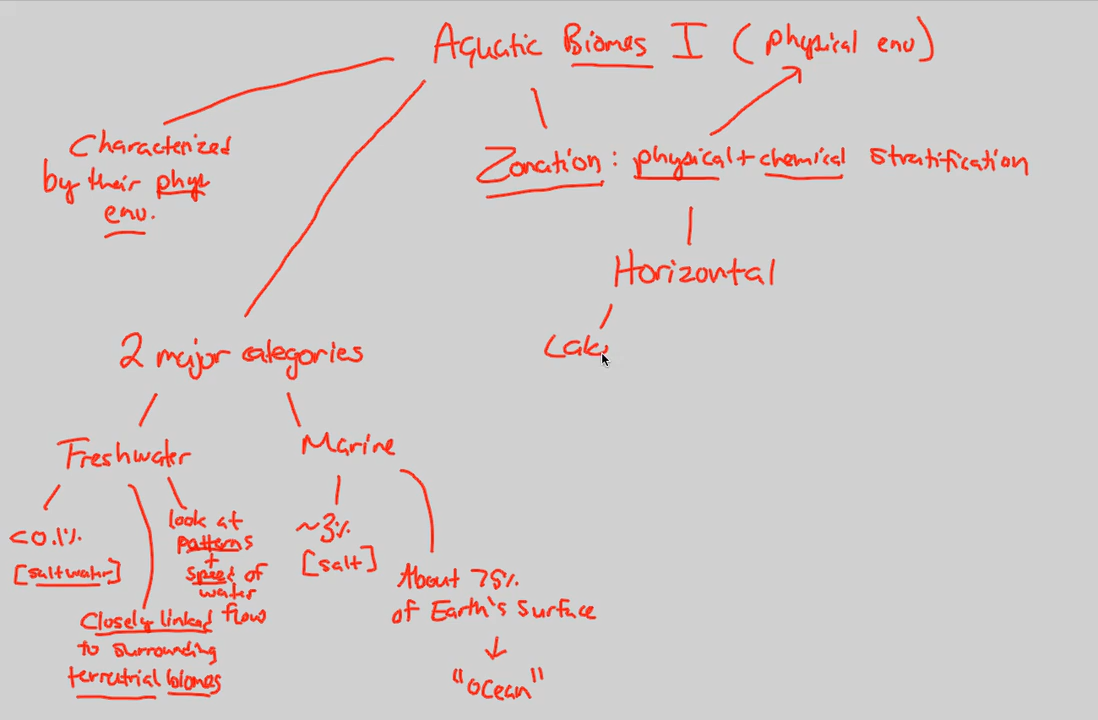 Aquatic Biomes I (physical env)
Characterized
by their phys
env.
Zonation: physical + chemical stratification
Horizontal
Lak
2 major categories
Freshwater
<0.1%
[saltwater]
Closely linked
to surrounding
terrestrial biomes
look at
patterns
+
speed of
water
flow
Marine
~3%
[salt]
About 75%
of Earth's surface
"ocean"